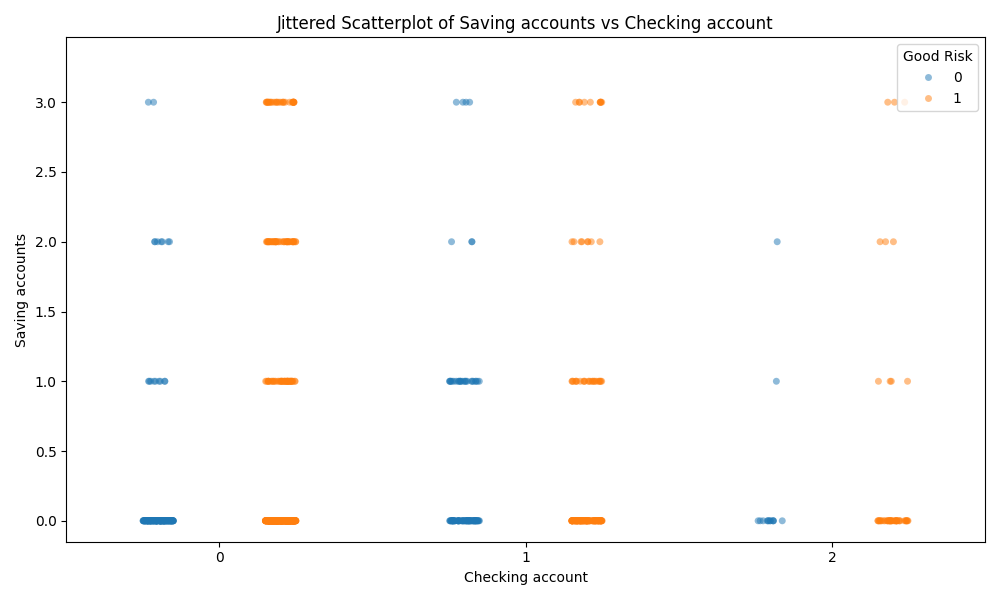 Jittered Scatterplot of Saving accounts vs Checking account
Good Risk
0
1
3.0
2.5
2.0
1.5
1.0
0.5
0.0
Saving accounts
0 1 2
Checking account